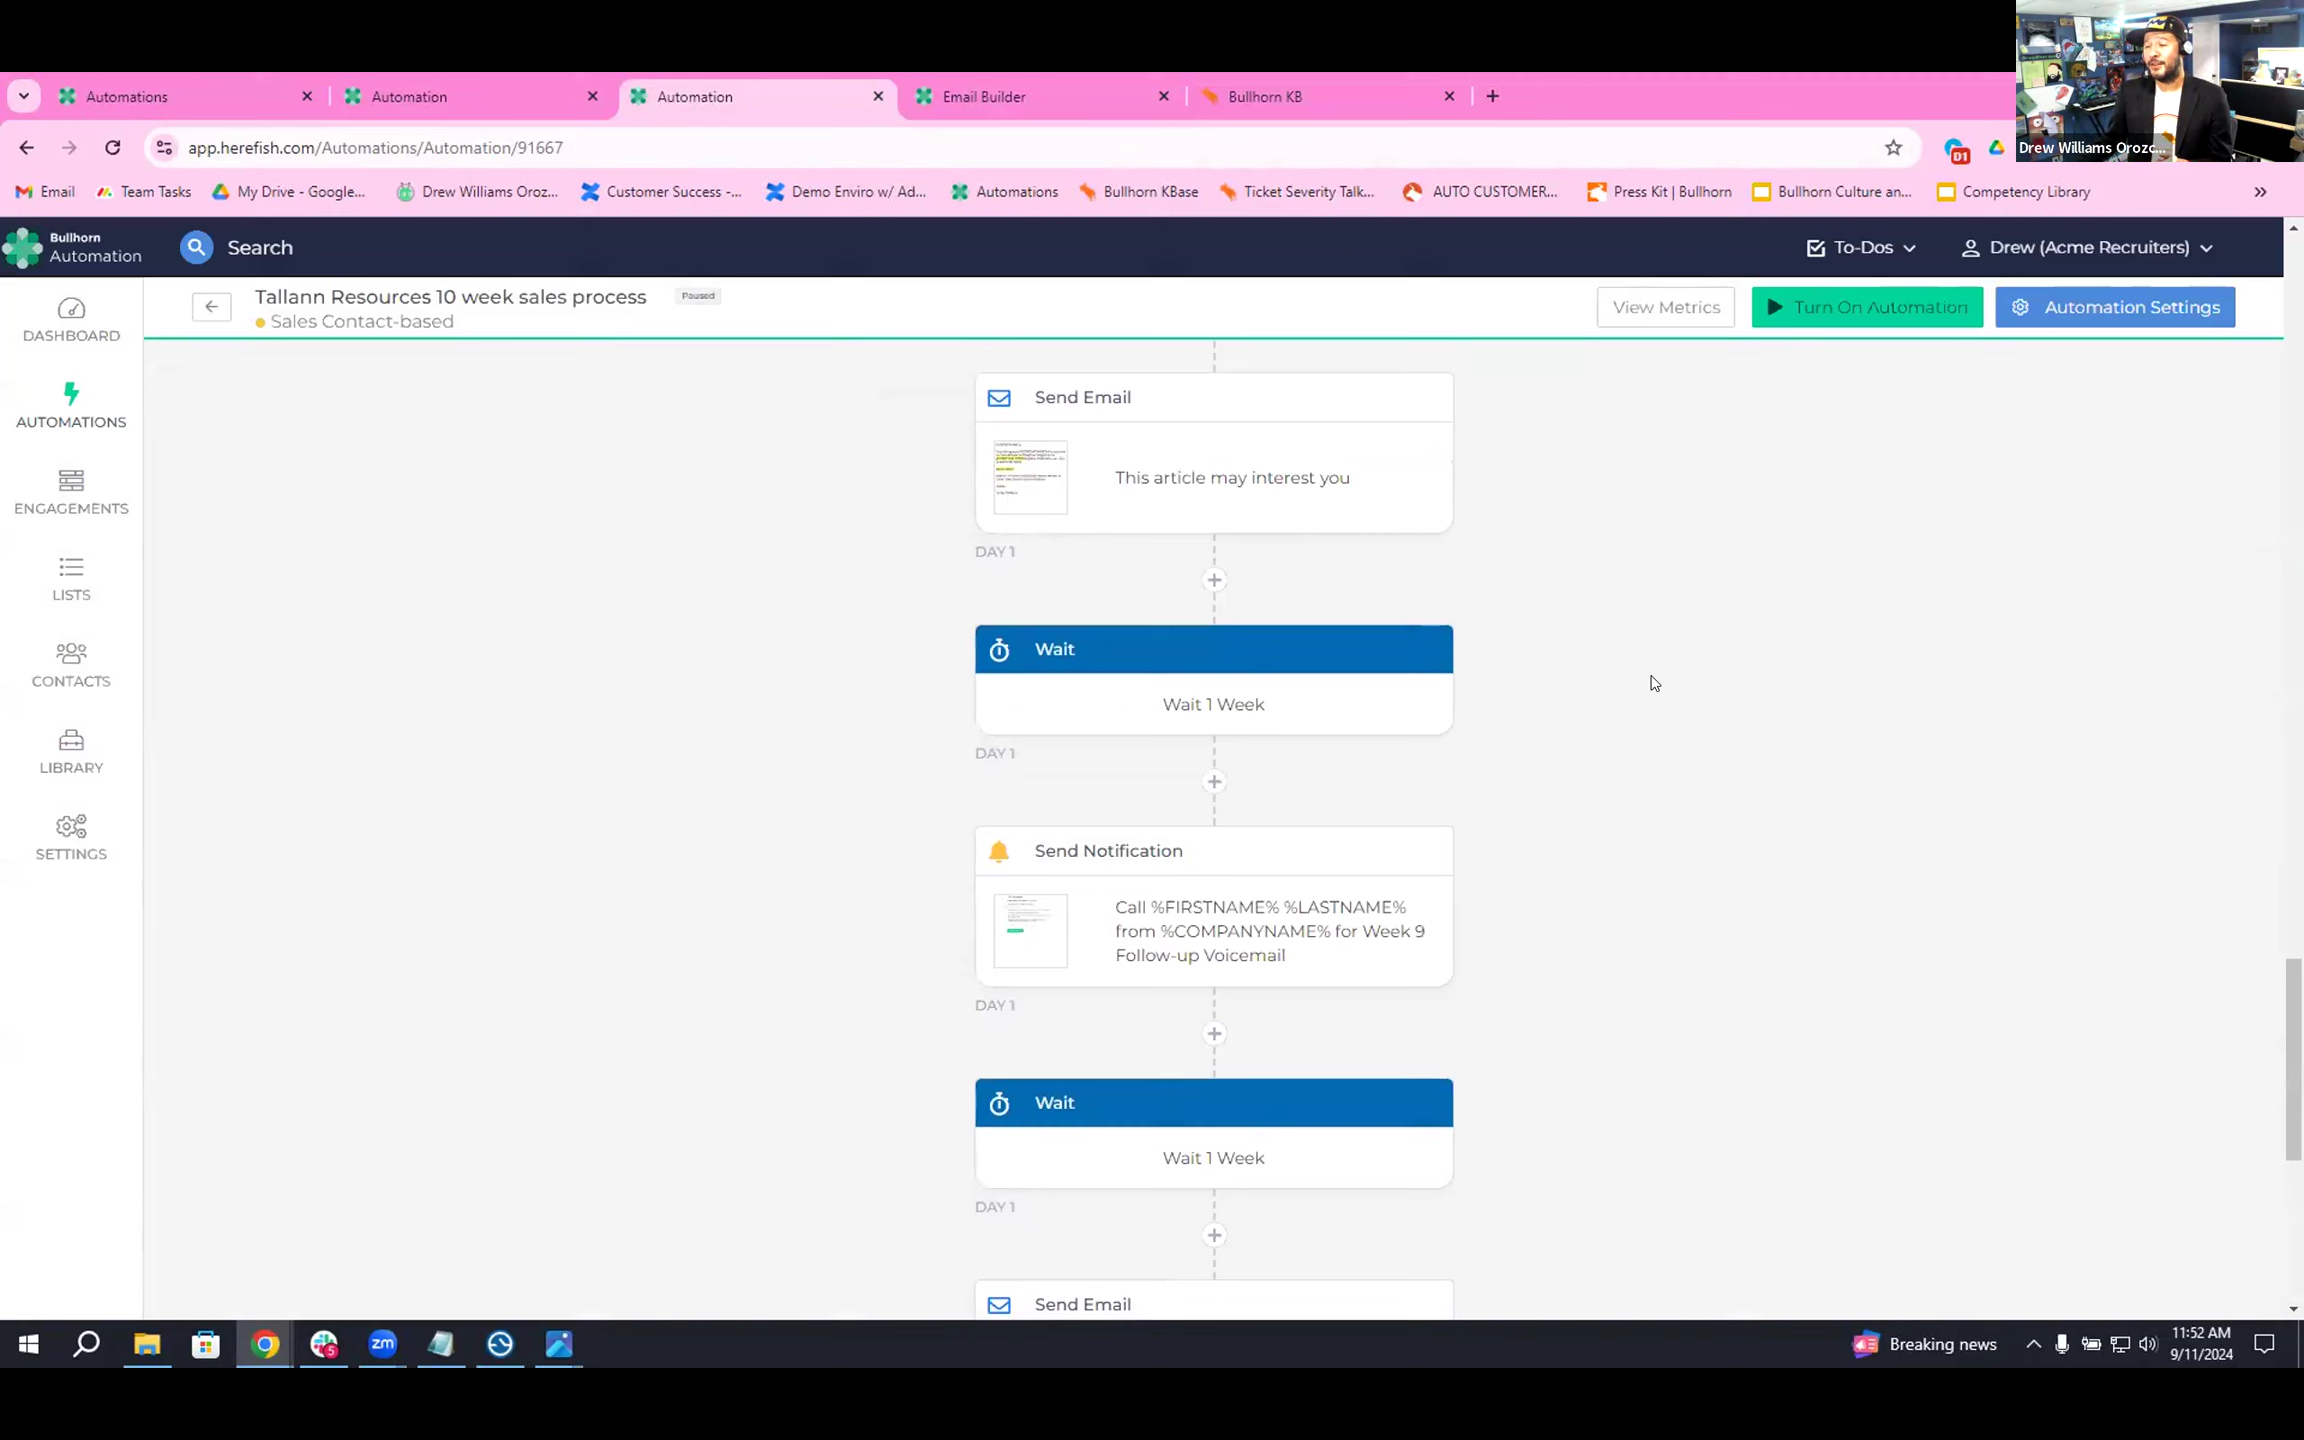 Automations
Automation
Automation
Email Builder
Bullhorn KB
app.herefish.com/Automations/Automation/91667
D1
Drew Williams Orozc...
Email
Team Tasks
My Drive - Google...
Drew Williams Oroz...
Customer Success -...
Demo Enviro w/ Ad...
Automations
Bullhorn KBase
Ticket Severity Talk...
AUTO CUSTOMER...
Press Kit | Bullhorn
Bullhorn Culture an...
Competency Library
Bullhorn
Automation
Search
To-Dos
Drew (Acme Recruiters)
Tallann Resources 10 week sales process
Paused
Sales Contact-based
View Metrics
Turn On Automation
Automation Settings
DASHBOARD
AUTOMATIONS
ENGAGEMENTS
LISTS
CONTACTS
LIBRARY
SETTINGS
Send Email
This article may interest you
DAY 1
Wait
Wait 1 Week
DAY 1
Send Notification
Call %FIRSTNAME% %LASTNAME%
from %COMPANYNAME% for Week 9
Follow-up Voicemail
DAY 1
Wait
Wait 1 Week
DAY 1
Send Email
zm
5
Breaking news
11:52 AM
9/11/2024